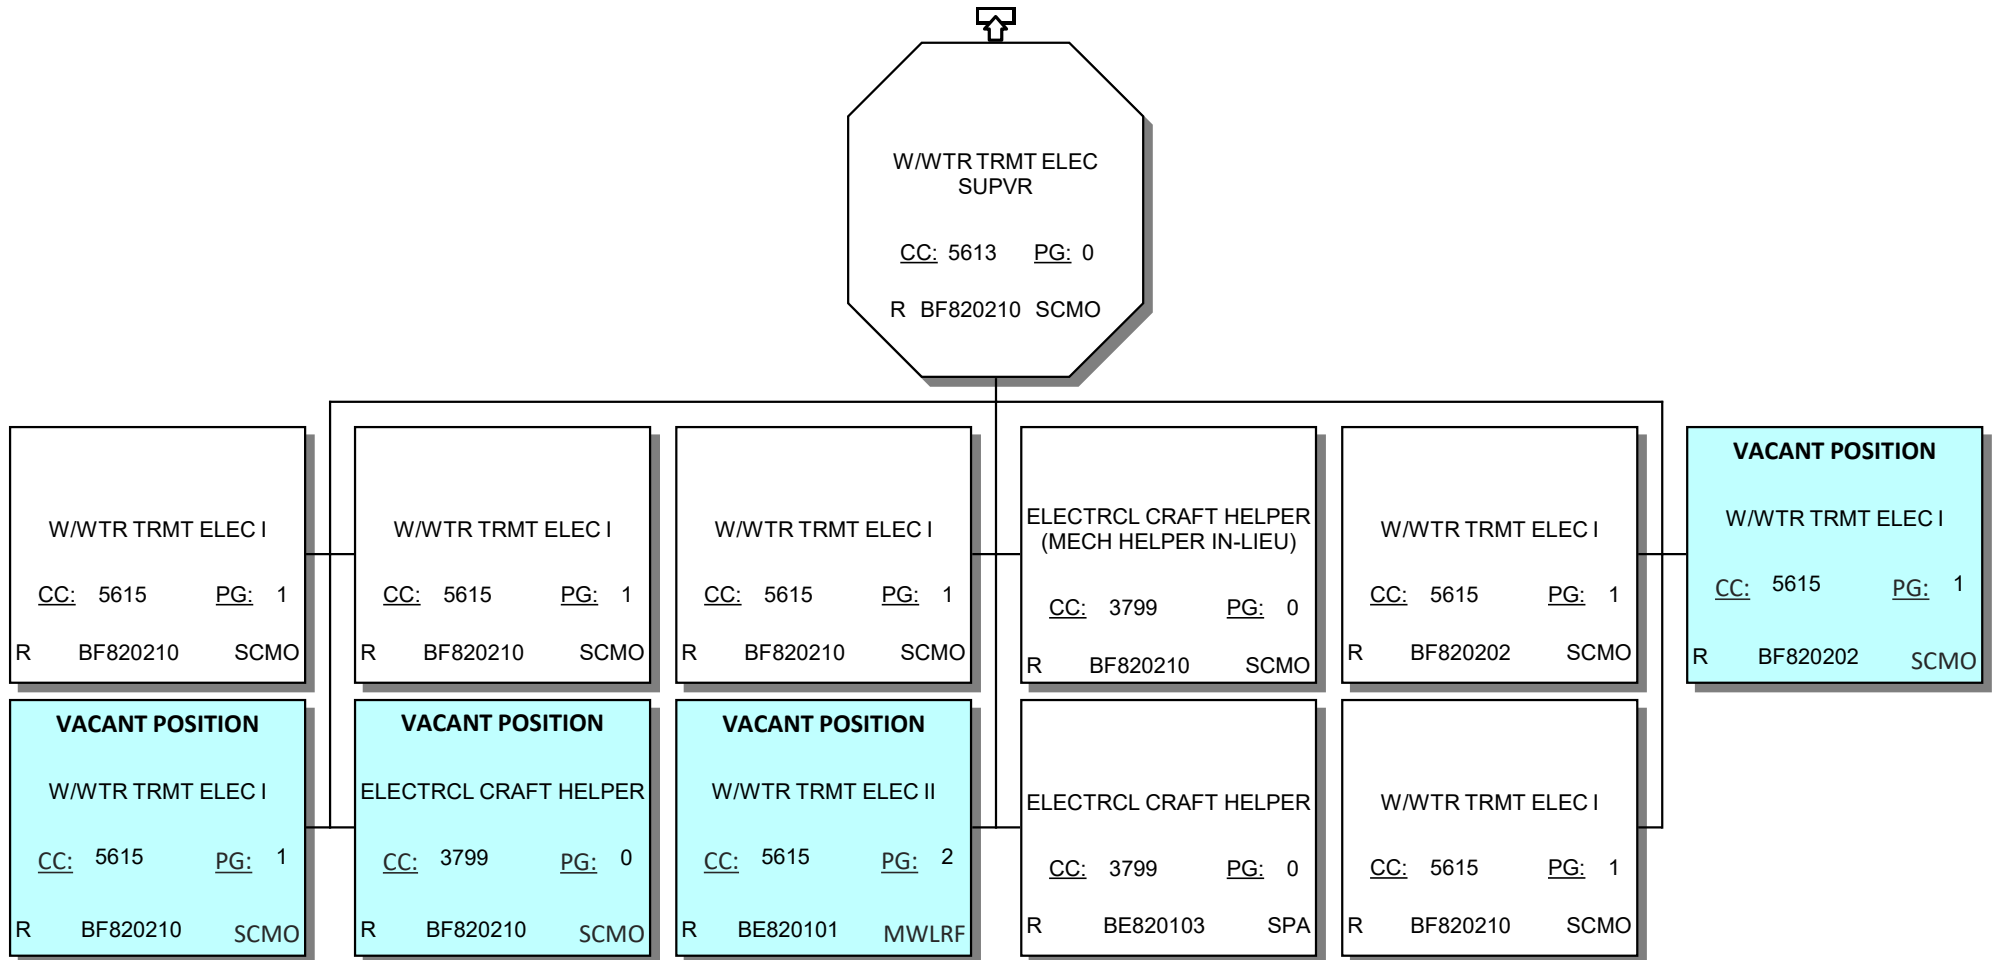 W/WTR TRMT ELEC
SUPVR
CC: 5613 PG: 0
R BF820210 SCMO
W/WTR TRMT ELEC I
CC: 5615 PG: 1
R BF820210 SCMO
W/WTR TRMT ELEC I
CC: 5615 PG: 1
R BF820210 SCMO
W/WTR TRMT ELEC I
CC: 5615 PG: 1
R BF820210 SCMO
ELECTRCL CRAFT HELPER
(MECH HELPER IN-LIEU)
CC: 3799 PG: 0
R BF820210 SCMO
W/WTR TRMT ELEC I
CC: 5615 PG: 1
R BF820202 SCMO
VACANT POSITION
W/WTR TRMT ELEC I
CC: 5615 PG: 1
R BF820202 SCMO
VACANT POSITION
W/WTR TRMT ELEC I
CC: 5615 PG: 1
R BF820210 SCMO
VACANT POSITION
ELECTRCL CRAFT HELPER
CC: 3799 PG: 0
R BF820210 SCMO
VACANT POSITION
W/WTR TRMT ELEC II
CC: 5615 PG: 2
R BE820101 MWLRF
ELECTRCL CRAFT HELPER
CC: 3799 PG: 0
R BE820103 SPA
W/WTR TRMT ELEC I
CC: 5615 PG: 1
R BF820210 SCMO